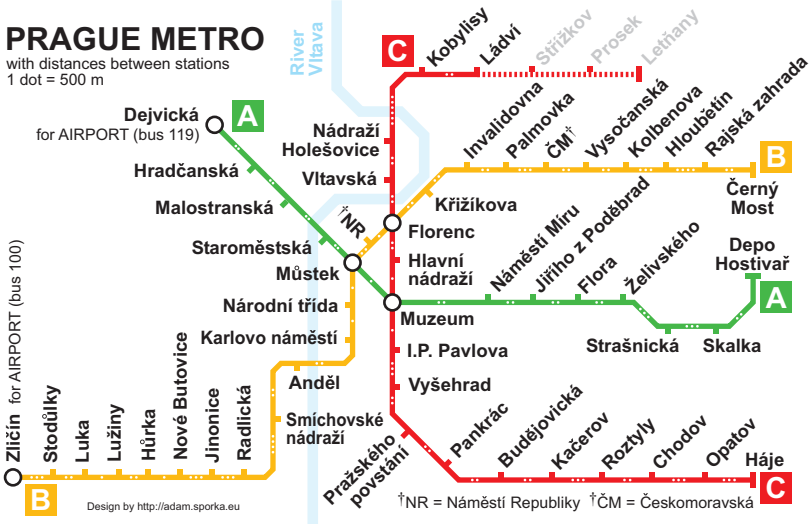 PRAGUE METRO
with distances between stations
1 dot = 500 m
River
Vltava
C
Kobylisy
Ládví
Střížkov
Prosek
Letňany
Dejvická
for AIRPORT (bus 119)
A
Nádraží
Holešovice
Vltavská
Hradčanská
Malostranská
Staroměstská
†NR
Můstek
Invalidovna
Palmovka
ČM†
Vysočanská
Kolbenova
Hloubětín
Rajská zahrada
B
Černý
Most
Křižíkova
Florenc
Hlavní
nádraží
Muzeum
Náměstí Míru
Jiřího z Poděbrad
Flora
Želivského
Depo
Hostivař
A
Strašnická
Skalka
Národní třída
Karlovo náměstí
Anděl
Smíchovské
nádraží
I.P. Pavlova
Vyšehrad
Zličín for AIRPORT (bus 100)
Stodůlky
Luka
Lužiny
Hůrka
Nové Butovice
Jinonice
Radlická
B
Pražského
povstání
Pankrác
Budějovická
Kačerov
Roztyly
Chodov
Opatov
Háje
C
Design by http://adam.sporka.eu
†NR = Náměstí Republiky †ČM = Českomoravská